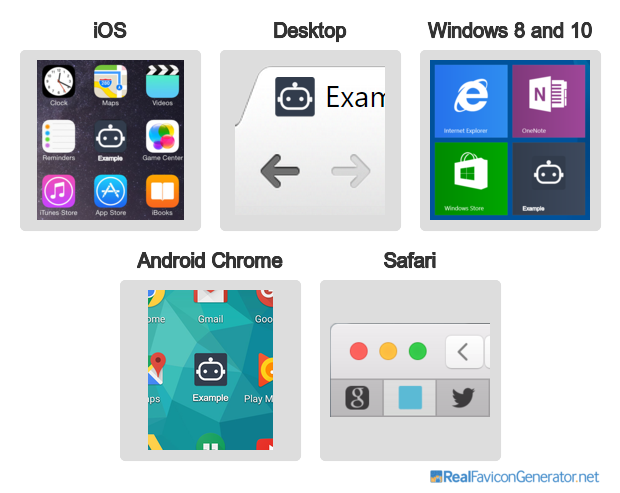 iOS
Desktop
Windows 8 and 10
Clock
Maps
Videos
Reminders
Example
Game Center
iTunes Store
App Store
iBooks
Exam
Internet Explorer
OneNote
Windows Store
Example
Android Chrome
Safari
ome
Gmail
Goo
aps
Example
Play M
RealFaviconGenerator.net